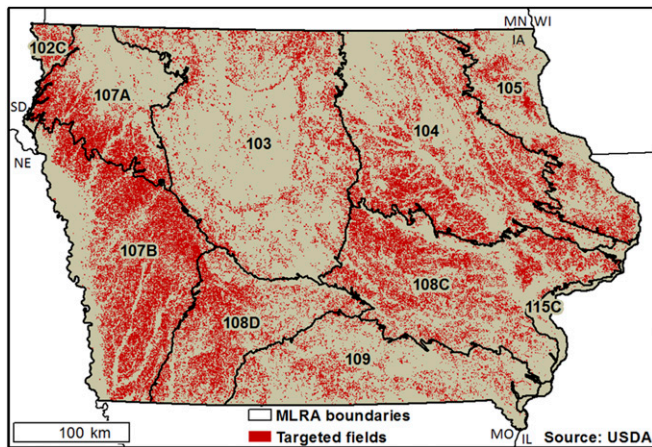 MN WI
IA
102C
107A
105
SD
103
104
NE
107B
108C
115C
108D
109
MLRA boundaries
100 km
Targeted fields
MO IL
Source: USDA